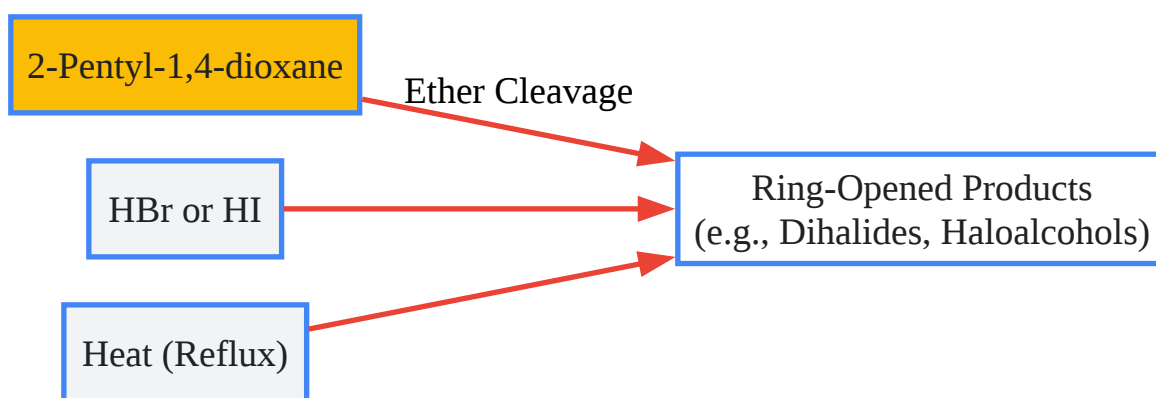 2-Pentyl-1,4-dioxane
Ether Cleavage
HBr or HI
Ring-Opened Products
(e.g., Dihalides, Haloalcohols)
Heat (Reflux)